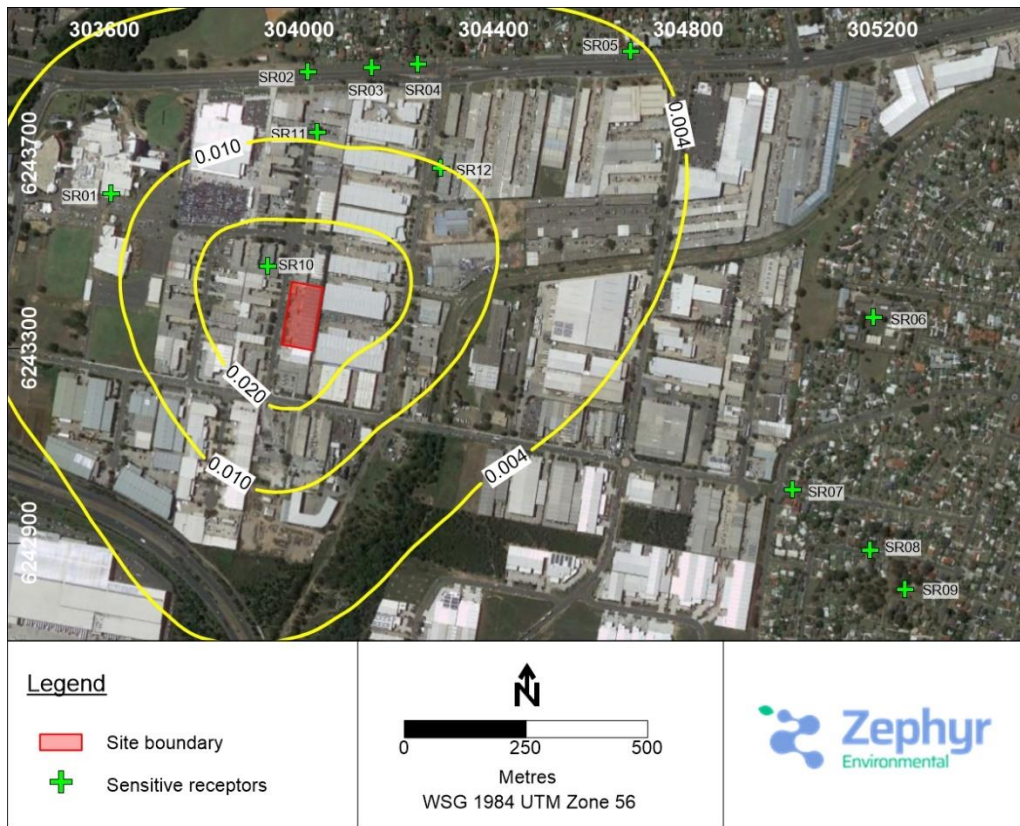 303600 304000 304400 304800 305200
SR05
SR02
SR03
SR04
6243700
SR11
0.004
0.010
SR12
SR01
SR10
SR06
6243300
0.020
0.004
0.010
SR07
6242900
SR08
SR09
Legend
Site boundary
Sensitive receptors
N
0 250 500
Metres
WSG 1984 UTM Zone 56
Zephyr
Environmental